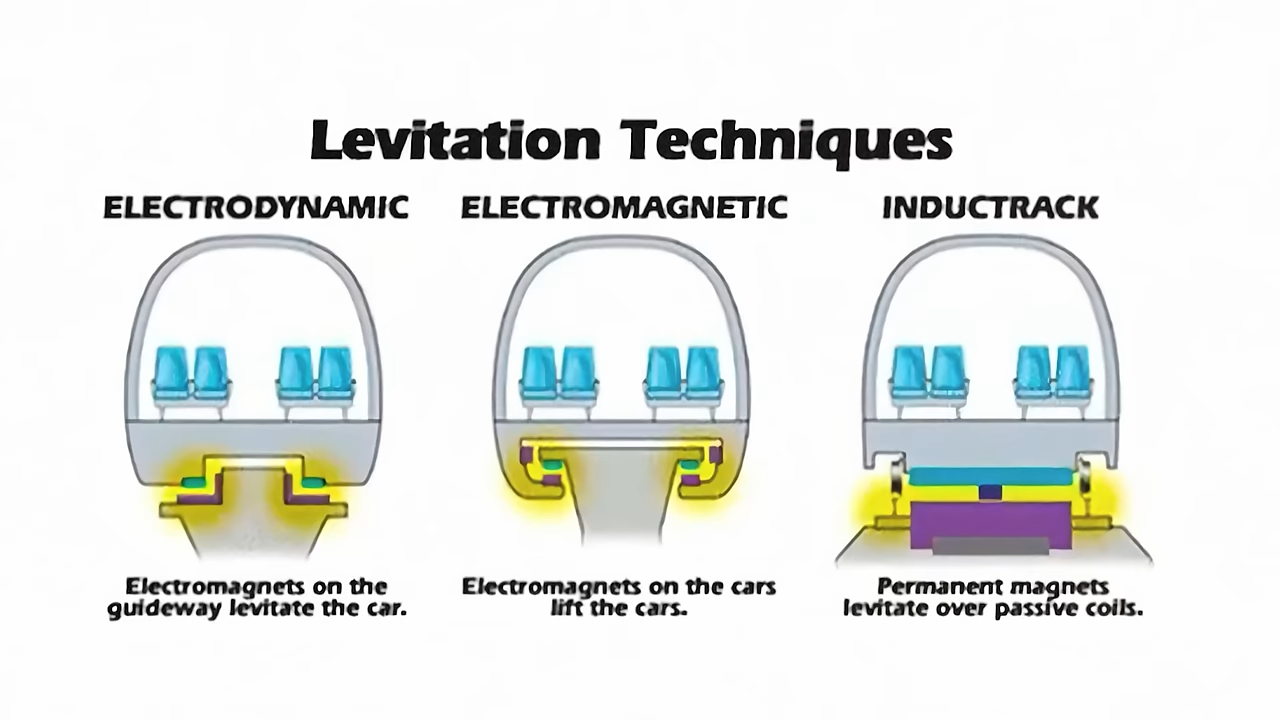 Levitation Techniques
ELECTRODYNAMIC
ELECTROMAGNETIC
INDUCTRACK
Electromagnets on the
guideway levitate the car.
Electromagnets on the cars
lift the cars.
Permanent magnets
levitate over passive coils.